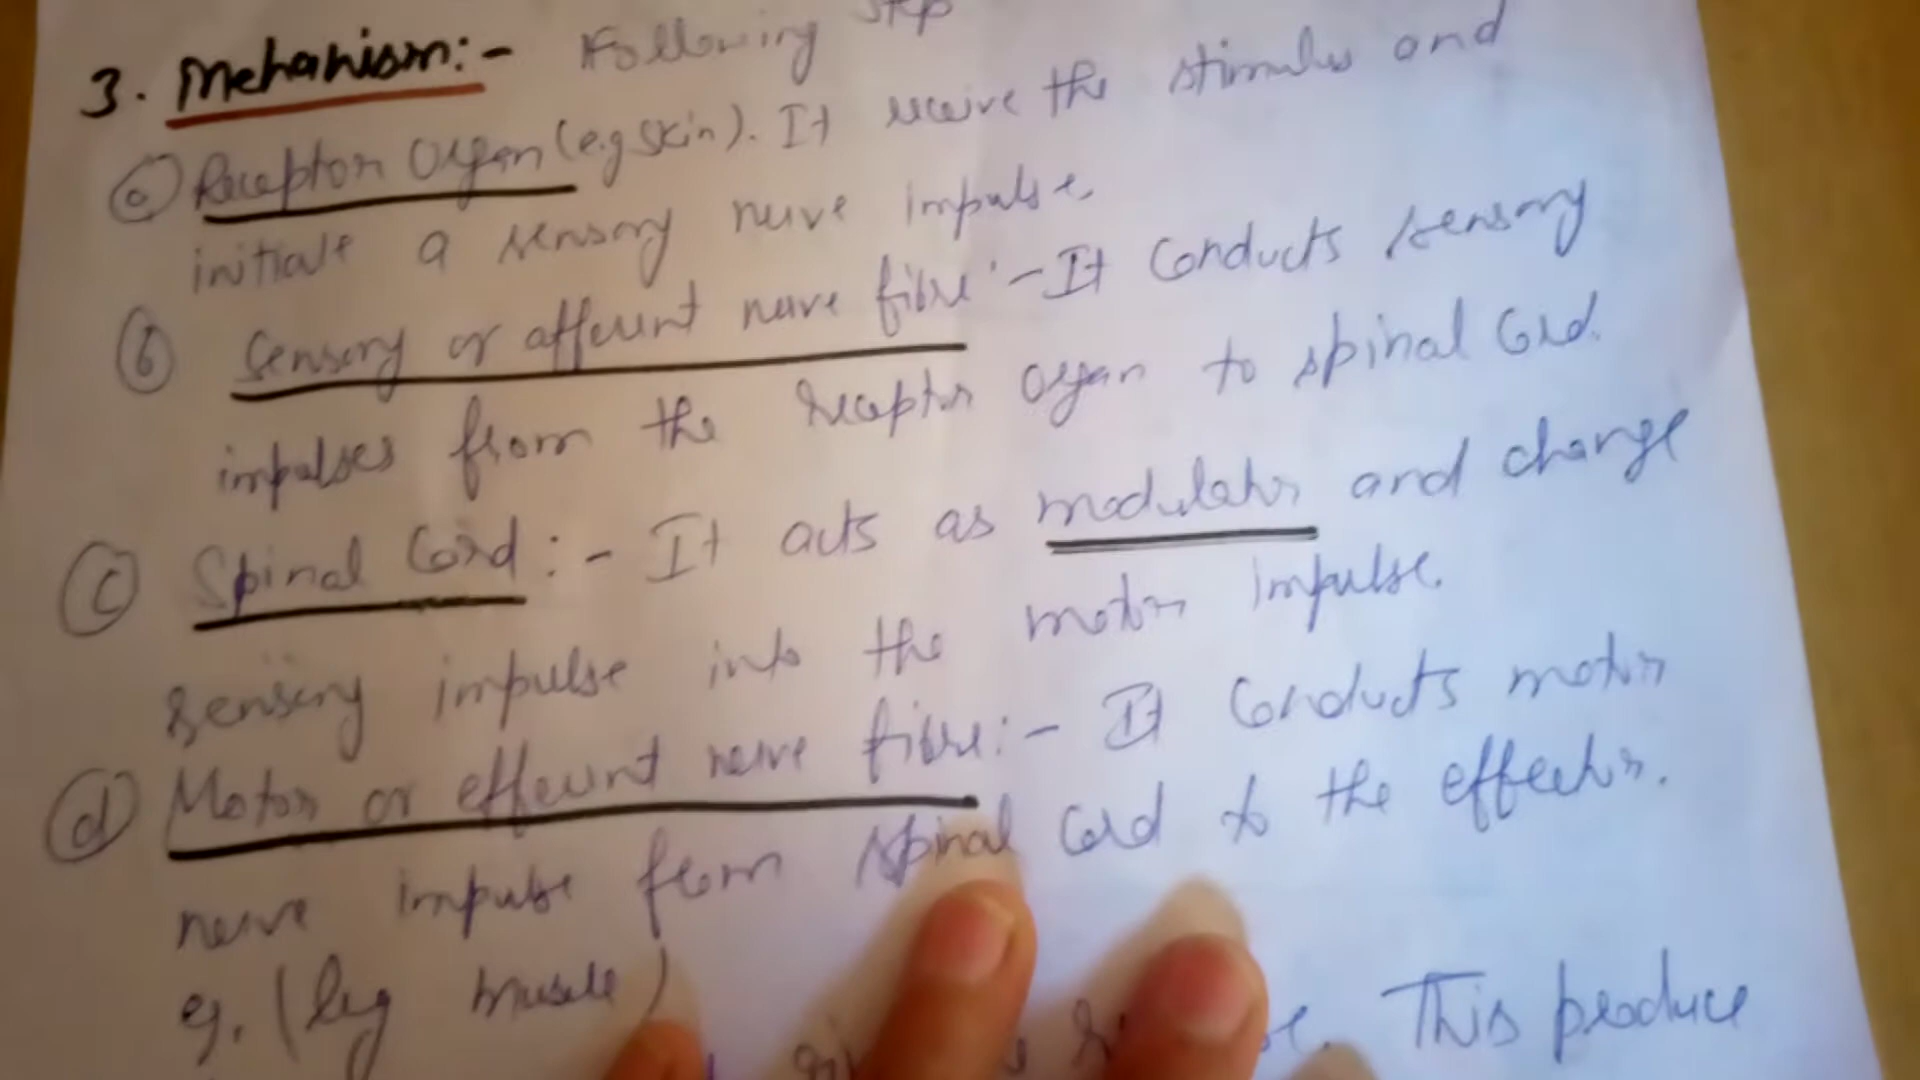 3. Mehanism:- Following step
(a) Receptor Organ (e.g skin). It receive the stimulus and
initiate a sensory nerve impulse.
(b) Sensory or afferent nerve fibre:- It conducts sensory
impulses from the receptor organ to spinal cord.
(c) Spinal Cord:- It acts as modulator and change
sensory impulse into the motor impulse.
(d) Motor or efferent nerve fibre:- It conducts motor
nerve impulse from spinal cord to the effector.
eg. (leg muscle)
This produce